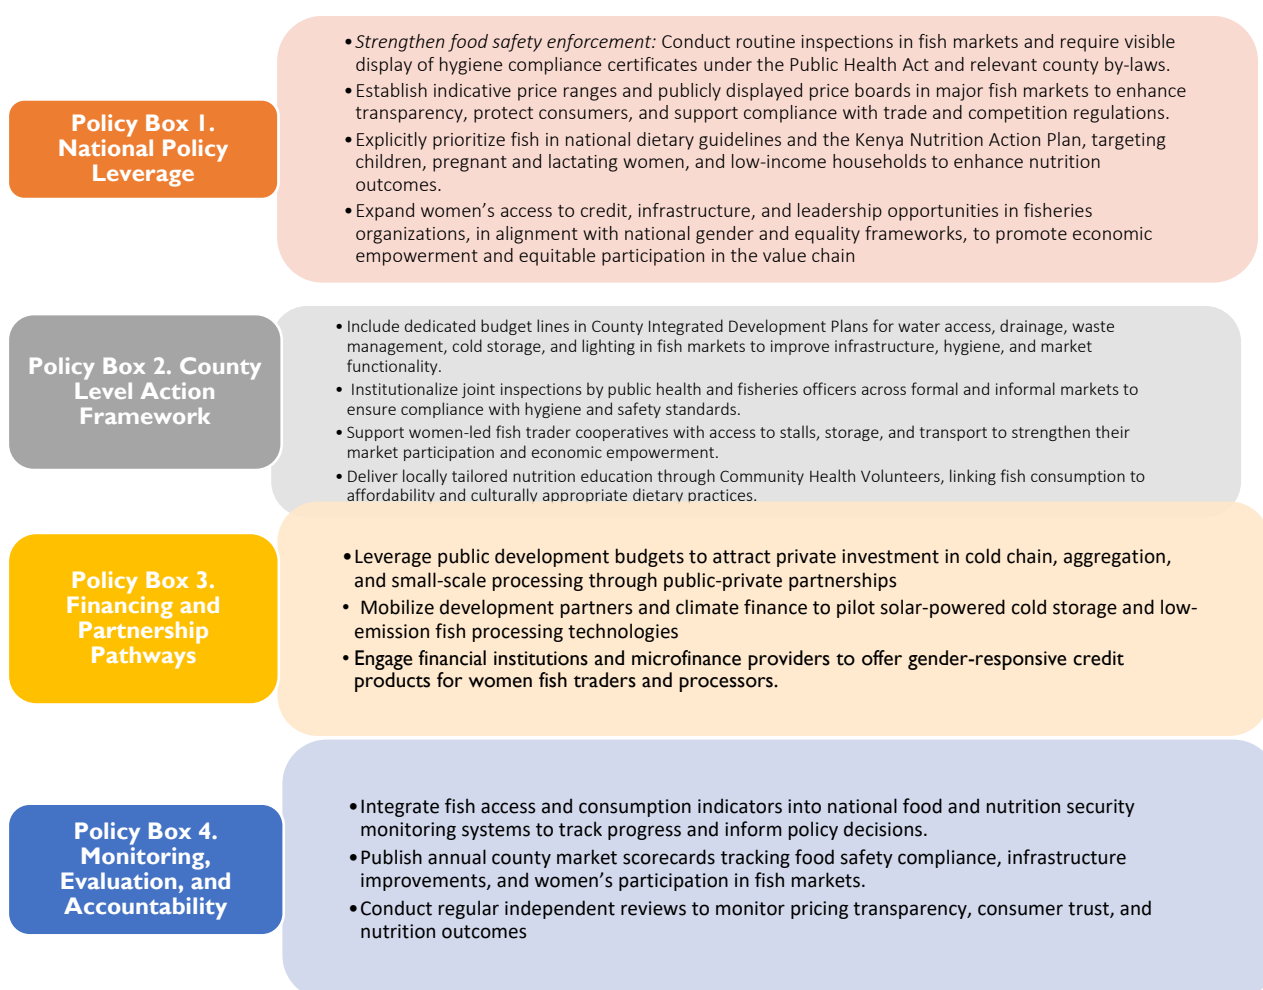 Policy Box 1.
National Policy
Leverage
•Strengthen food safety enforcement: Conduct routine inspections in fish markets and require visible
display of hygiene compliance certificates under the Public Health Act and relevant county by-laws.
•Establish indicative price ranges and publicly displayed price boards in major fish markets to enhance
transparency, protect consumers, and support compliance with trade and competition regulations.
•Explicitly prioritize fish in national dietary guidelines and the Kenya Nutrition Action Plan, targeting
children, pregnant and lactating women, and low-income households to enhance nutrition
outcomes.
•Expand women’s access to credit, infrastructure, and leadership opportunities in fisheries
organizations, in alignment with national gender and equality frameworks, to promote economic
empowerment and equitable participation in the value chain
Policy Box 2. County
Level Action
Framework
• Include dedicated budget lines in County Integrated Development Plans for water access, drainage, waste
management, cold storage, and lighting in fish markets to improve infrastructure, hygiene, and market
functionality.
• Institutionalize joint inspections by public health and fisheries officers across formal and informal markets to
ensure compliance with hygiene and safety standards.
• Support women-led fish trader cooperatives with access to stalls, storage, and transport to strengthen their
market participation and economic empowerment.
• Deliver locally tailored nutrition education through Community Health Volunteers, linking fish consumption to
affordability and culturally appropriate dietary practices.
Policy Box 3.
Financing and
Partnership
Pathways
•Leverage public development budgets to attract private investment in cold chain, aggregation,
and small-scale processing through public-private partnerships
• Mobilize development partners and climate finance to pilot solar-powered cold storage and low-
emission fish processing technologies
• Engage financial institutions and microfinance providers to offer gender-responsive credit
products for women fish traders and processors.
Policy Box 4.
Monitoring,
Evaluation, and
Accountability
•Integrate fish access and consumption indicators into national food and nutrition security
monitoring systems to track progress and inform policy decisions.
•Publish annual county market scorecards tracking food safety compliance, infrastructure
improvements, and women’s participation in fish markets.
•Conduct regular independent reviews to monitor pricing transparency, consumer trust, and
nutrition outcomes